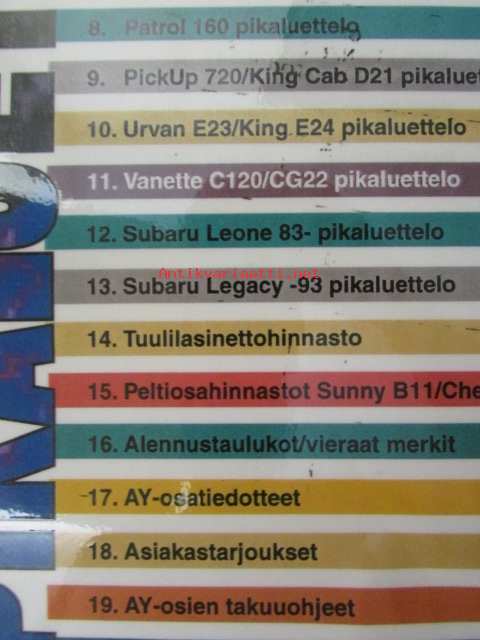 8. Patrol 160 pikaluettelo
9. PickUp 720/King Cab D21 pikaluet
10. Urvan E23/King E24 pikaluettelo
11. Vanette C120/CG22 pikaluettelo
12. Subaru Leone 83- pikaluettelo
Antikvariaatti.net
13. Subaru Legacy -93 pikaluettelo
14. Tuulilasinettohinnasto
15. Peltiosahinnastot Sunny B11/Che
16. Alennustaulukot/vieraat merkit
17. AY-osatiedotteet
18. Asiakastarjoukset
19. AY-osien takuuohjeet